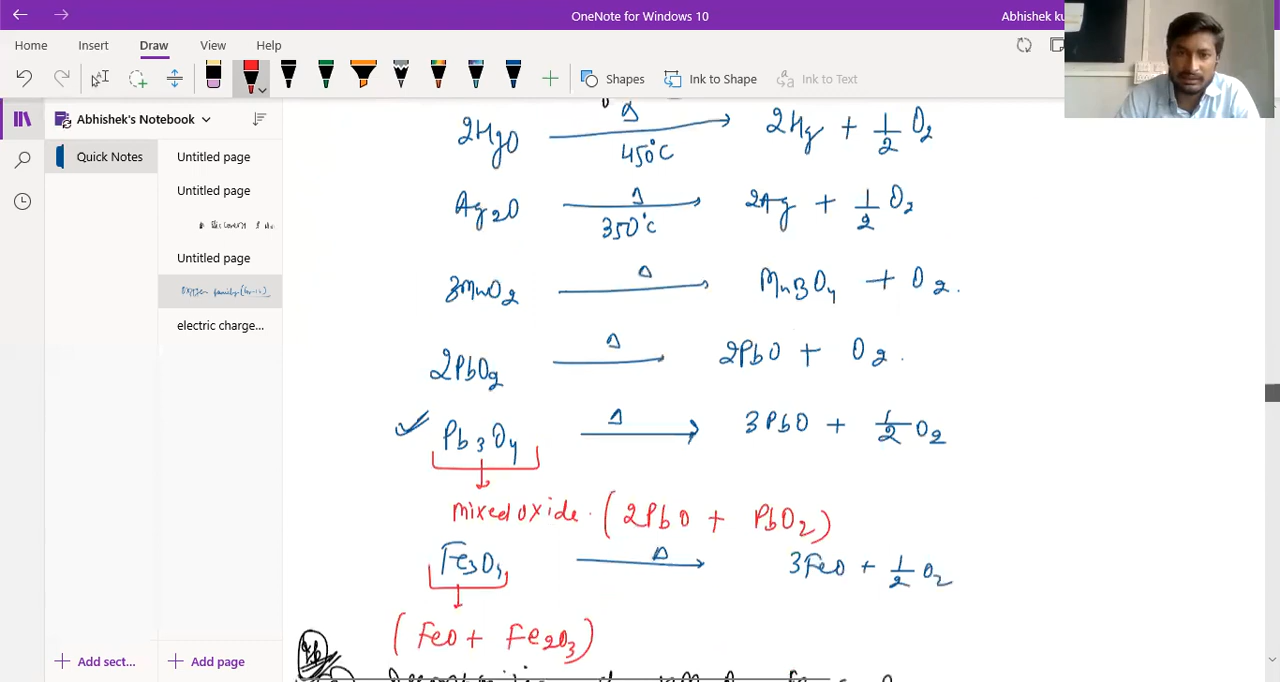 OneNote for Windows 10
Abhishek ku
Home Insert Draw View Help
Shapes Ink to Shape Ink to Text
Abhishek's Notebook
Quick Notes
Untitled page
Untitled page
Untitled page
oxygen family
electric charge...
Add sect...
Add page
2HgO Δ 450°C → 2Hg + 1/2 O2
Ag2O Δ 350°C → 2Ag + 1/2 O2
3MnO2 Δ → Mn3O4 + O2.
2PbO2 Δ → 2PbO + O2.
✓ Pb3O4 Δ → 3PbO + 1/2 O2
mixed oxide. (2PbO + PbO2)
Fe3O4 Δ → 3FeO + 1/2 O2
(FeO + Fe2O3)